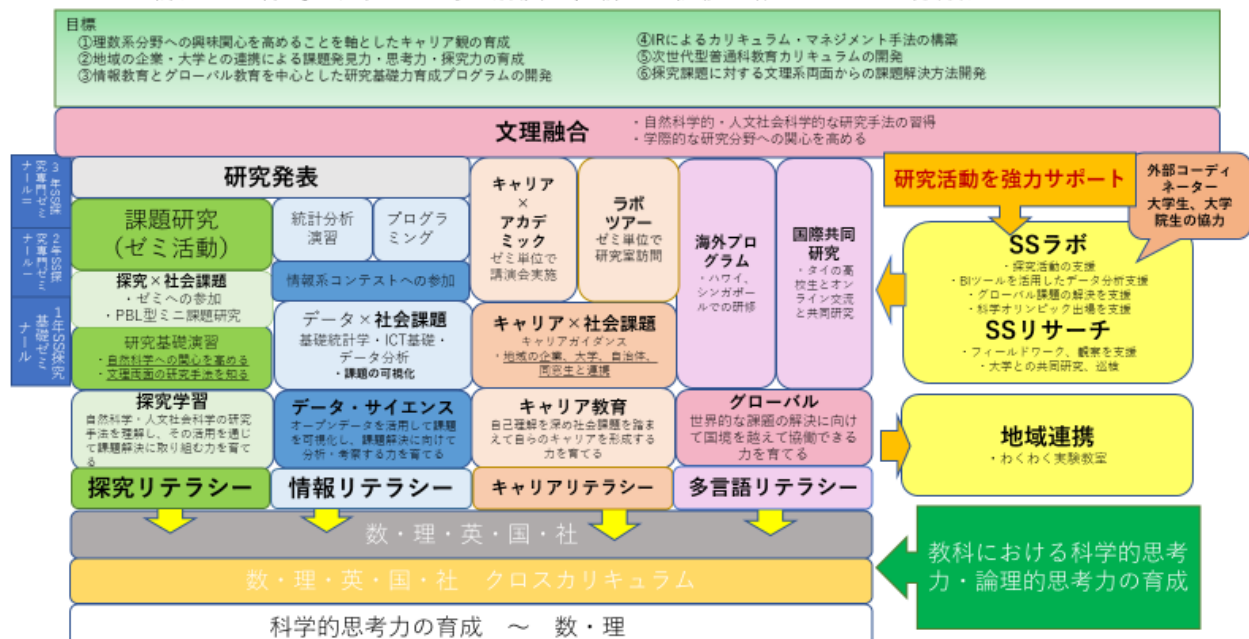 目標
①理数系分野への興味関心を高めることを軸としたキャリア観の育成
②地域の企業・大学との連携による課題発見力・思考力・探究力の育成
③情報教育とグローバル教育を中心とした研究基礎力育成プログラムの開発
④IRによるカリキュラム・マネジメント手法の構築
⑤次世代型普通科教育カリキュラムの開発
⑥探究課題に対する文理系両面からの課題解決方法開発
文理融合
・自然科学的・人文社会科学的な研究手法の習得
・学際的な研究分野への関心を高める
3年SS探
究専門ゼミ
ナールⅡ
2年SS探
究専門ゼミ
ナールⅠ
1年SS探究
基礎ゼミ
ナール
研究発表
課題研究
(ゼミ活動)
探究×社会課題
・ゼミへの参加
・PBL型ミニ課題研究
研究基礎演習
・自然科学への関心を高める
・文理両面の研究手法を知る
探究学習
自然科学・人文社会科学の研究
手法を理解し、その活用を通じ
て課題解決に取り組む力を育て
る
探究リテラシー
統計分析
演習
プログラ
ミング
情報系コンテストへの参加
データ×社会課題
基礎統計学・ICT基礎・
データ分析
・課題の可視化
データ・サイエンス
オープンデータを活用して課題
を可視化し、課題解決に向けて
分析・考察する力を育てる
情報リテラシー
キャリア
×
アカデ
ミック
ゼミ単位で
講演会実施
ラボ
ツアー
ゼミ単位で
研究室訪問
キャリア×社会課題
キャリアガイダンス
・地域の企業、大学、自治体、
同窓生と連携
キャリア教育
自己理解を深め社会課題を踏ま
えて自らのキャリアを形成する
力を育てる
キャリアリテラシー
海外プロ
グラム
・ハワイ、
シンガポー
ルでの研修
国際共同
研究
・タイの高
校生とオン
ライン交流
と共同研究
グローバル
世界的な課題の解決に向け
て国境を越えて協働できる
力を育てる
多言語リテラシー
研究活動を強力サポート
外部コーディ
ネーター
大学生、大学
院生の協力
SSラボ
・探究活動の支援
・BIツールを活用したデータ分析支援
・グローバル課題の解決を支援
・科学オリンピック出場を支援
SSリサーチ
・フィールドワーク、観察を支援
・大学との共同研究、巡検
地域連携
・わくわく実験教室
数・理・英・国・社
数・理・英・国・社 クロスカリキュラム
科学的思考力の育成 ～ 数・理
教科における科学的思考
力・論理的思考力の育成